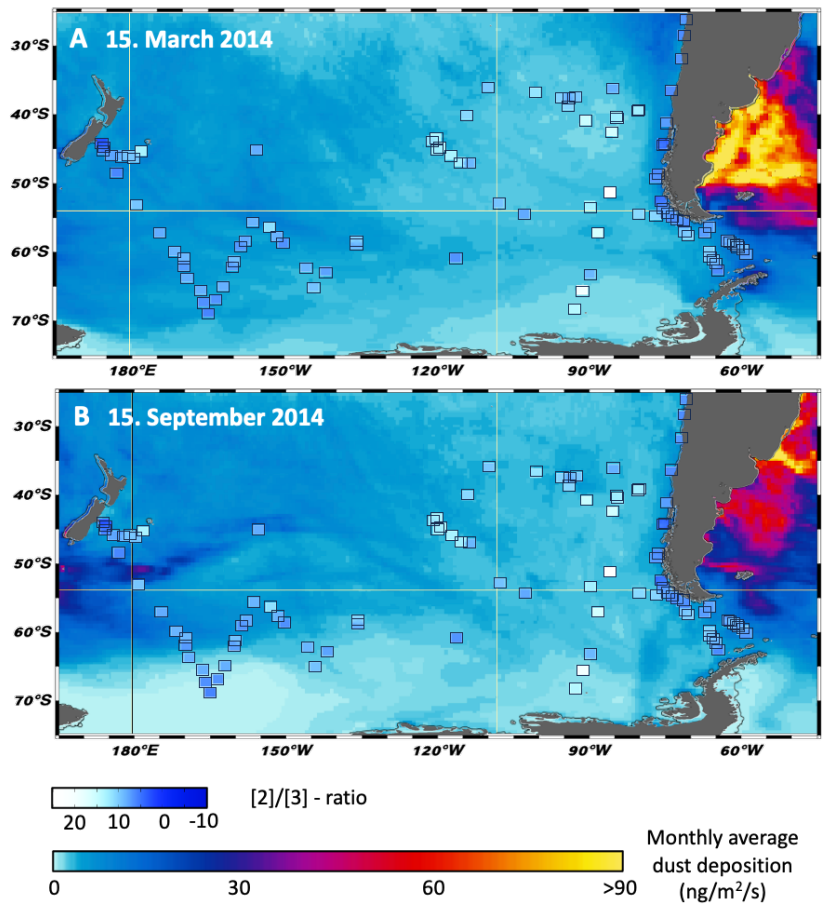 A 15. March 2014
30°S
40°S
50°S
60°S
70°S
180°E 150°W 120°W 90°W 60°W
B 15. September 2014
30°S
40°S
50°S
60°S
70°S
180°E 150°W 120°W 90°W 60°W
[2]/[3] - ratio
20 10 0 -10
Monthly average
dust deposition
(ng/m²/s)
0 30 60 >90